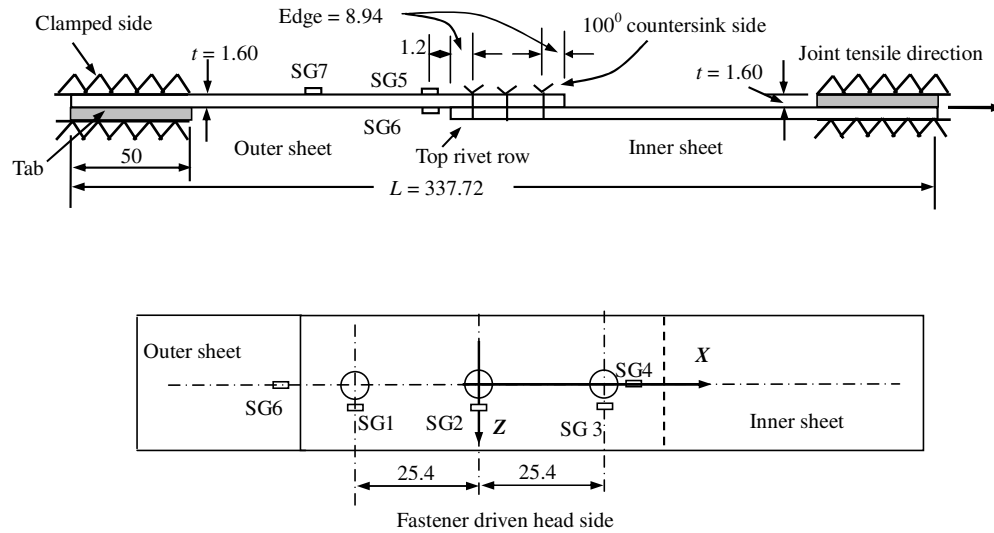 Edge = 8.94
Clamped side
100⁰ countersink side
1.2
t = 1.60
SG7
SG5
Joint tensile direction
t = 1.60
SG6
Tab
50
Outer sheet
Top rivet row
Inner sheet
L = 337.72
Outer sheet
X
SG4
SG6
SG1
SG2
Z
SG 3
Inner sheet
25.4
25.4
Fastener driven head side